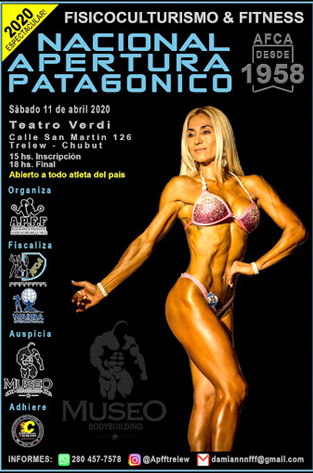 2020
ESPECTACULAR!
FISICOCULTURISMO & FITNESS
NACIONAL
APERTURA
PATAGONICO
AFCA
DESDE
1958
Sábado 11 de abril 2020
Teatro Verdi
Calle San Martin 126
Trelew - Chubut
15 hs. Inscripción
18 hs. Final
Abierto a todo atleta del pais
Organiza
A.P.F.F
Fiscaliza
WABBA
Auspicia
MUSEO
Adhiere
MUSEO
BODYBUILDING
INFORMES: 280 457-7578 @Apfftrelew damiannnfff@gmail.com